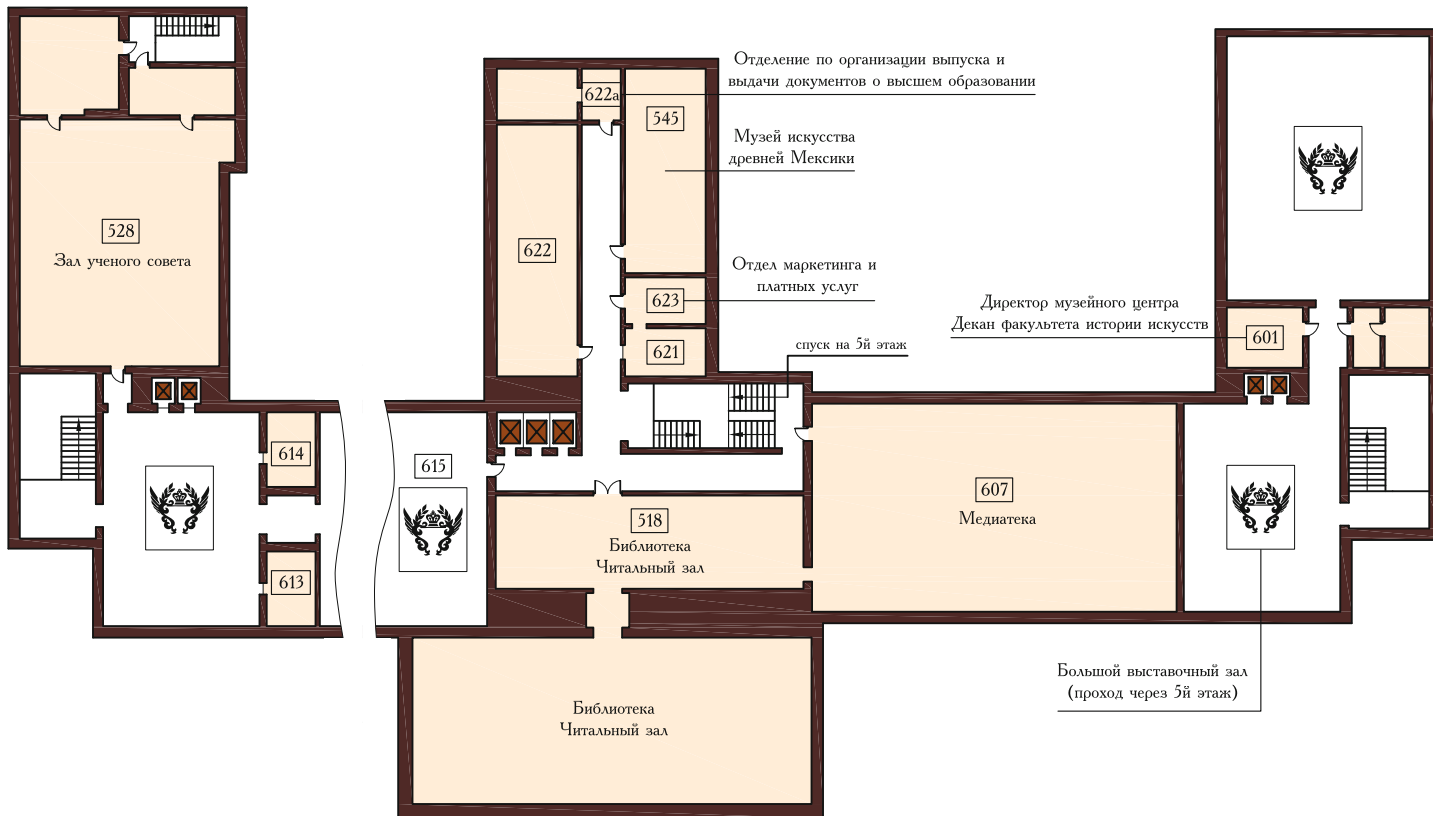 Отделение по организации выпуска и
выдачи документов о высшем образовании
622а
545
Музей искусства
древней Мексики
528
Зал ученого совета
622
Отдел маркетинга и
платных услуг
623
Директор музейного центра
Декан факультета истории искусств
601
621
спуск на 5й этаж
614
615
607
Медиатека
518
Библиотека
Читальный зал
613
Большой выставочный зал
(проход через 5й этаж)
Библиотека
Читальный зал